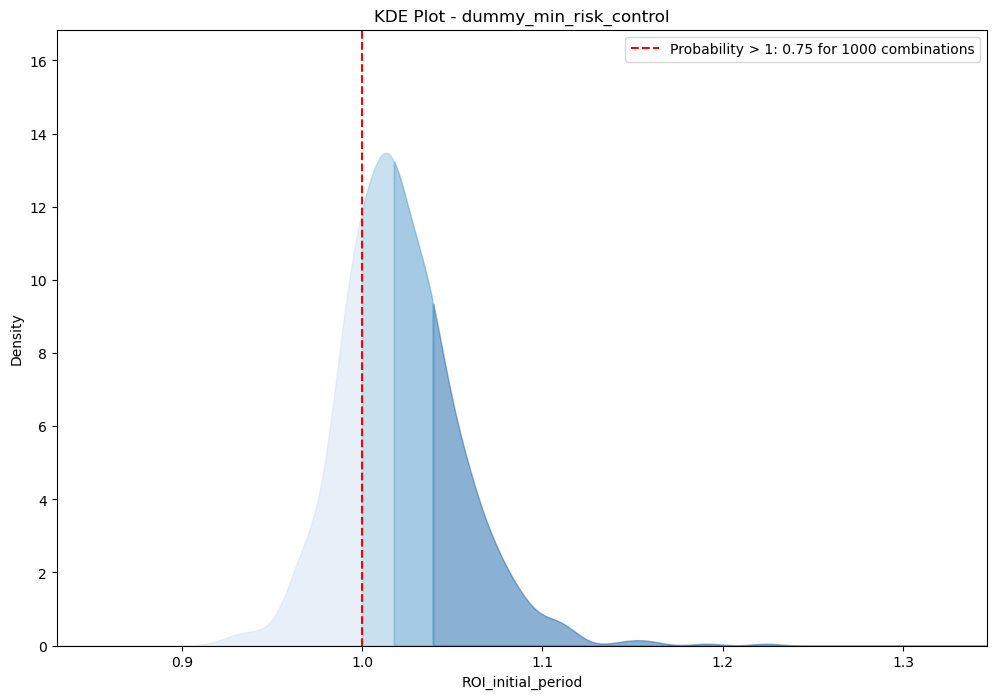 KDE Plot - dummy_min_risk_control
Probability > 1: 0.75 for 1000 combinations
16
14
12
10
8
6
4
2
0
Density
0.9 1.0 1.1 1.2 1.3
ROI_initial_period